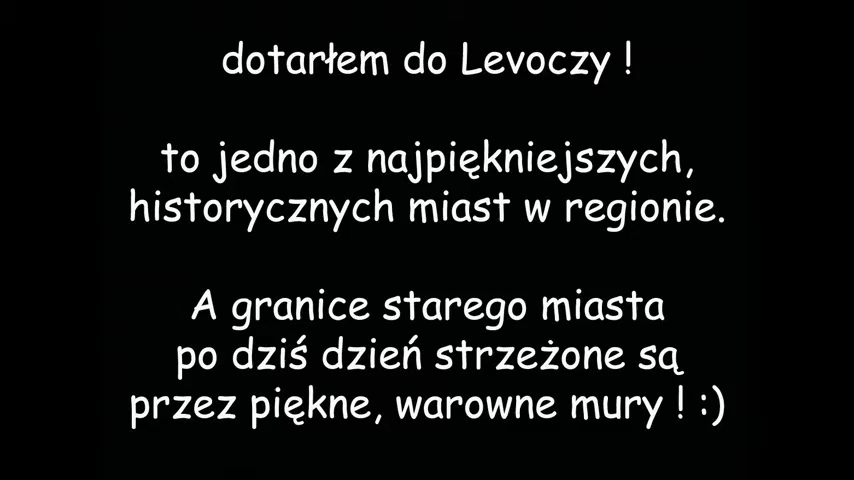 dotarłem do Levoczy !
to jedno z najpiękniejszych,
historycznych miast w regionie.
A granice starego miasta
po dziś dzień strzeżone są
przez piękne, warowne mury ! :)